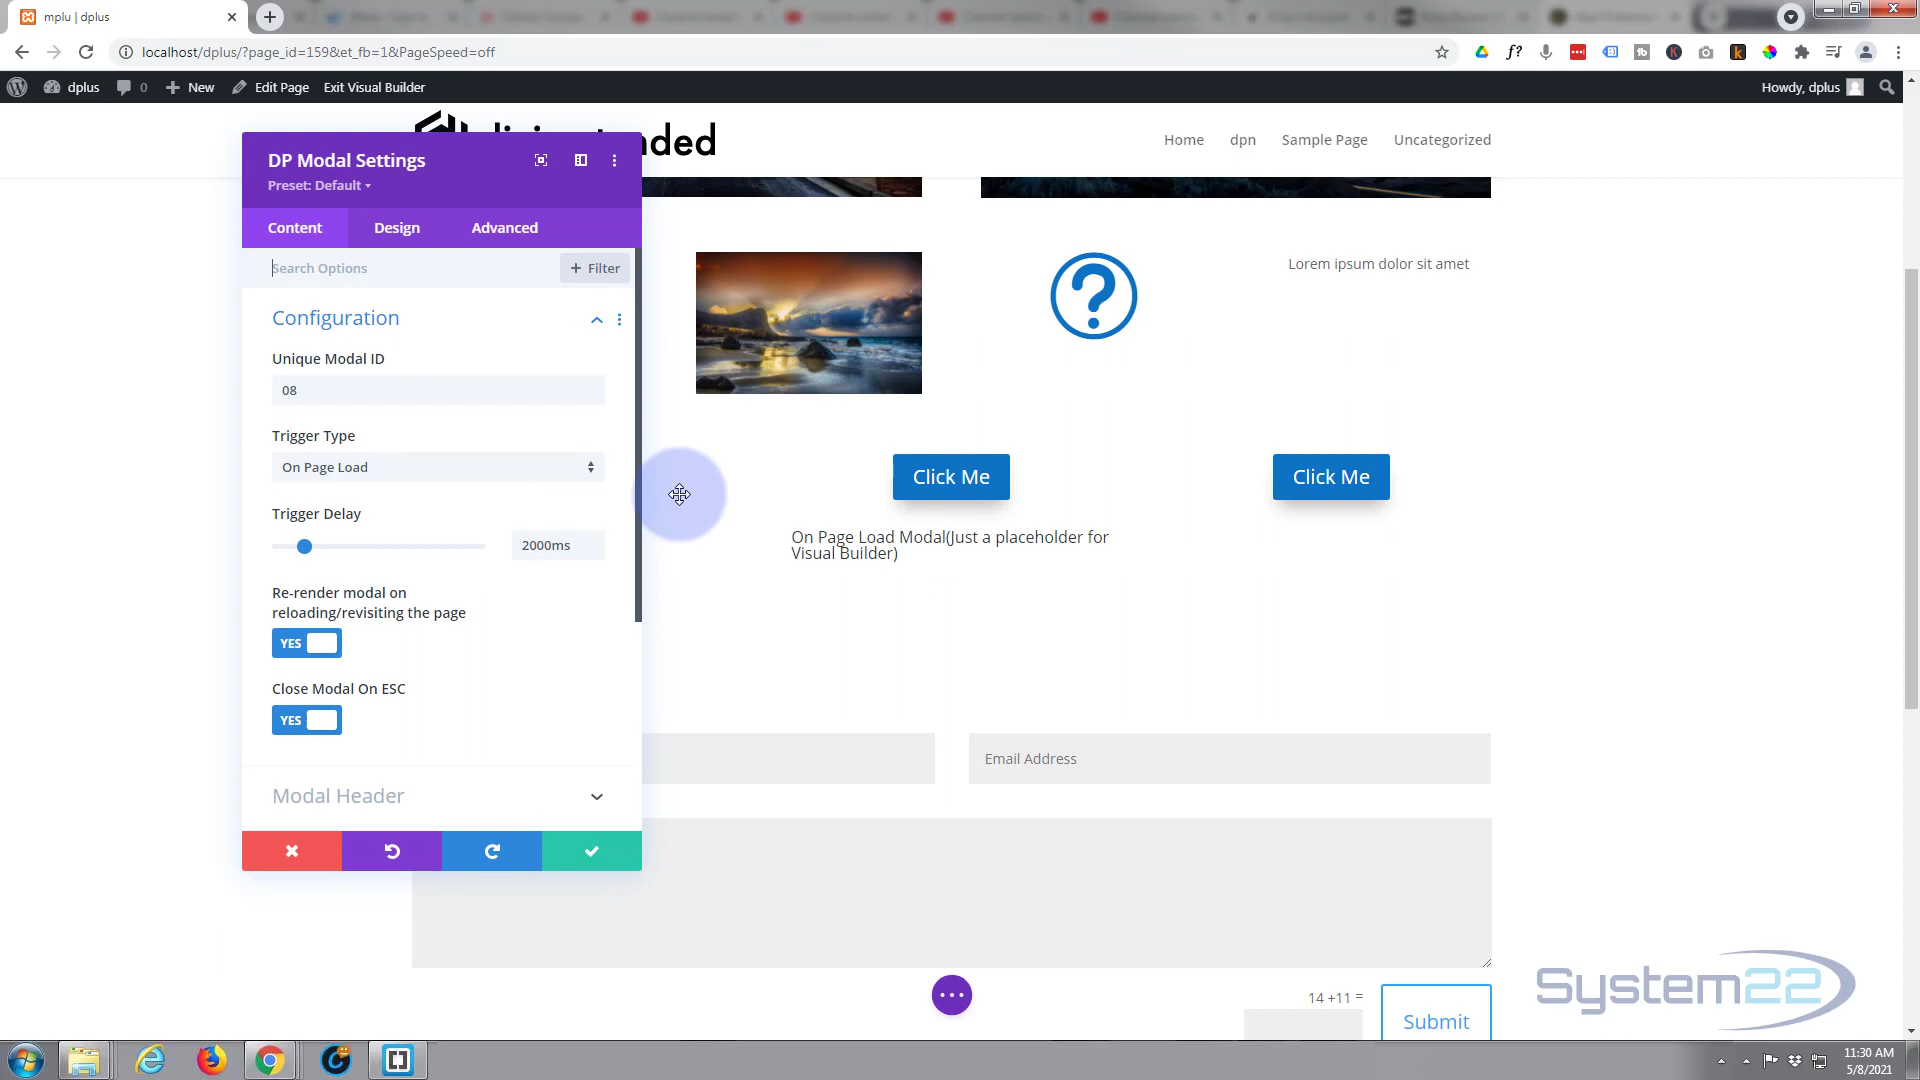 mplu | dplus
localhost/dplus/?page_id=159&et_fb=1&PageSpeed=off
dplus
0
New
Edit Page
Exit Visual Builder
Howdy, dplus
Home
dpn
Sample Page
Uncategorized
DP Modal Settings
Preset: Default
Content
Design
Advanced
Search Options
+ Filter
Configuration
Unique Modal ID
08
Trigger Type
On Page Load
Trigger Delay
2000ms
Re-render modal on
reloading/revisiting the page
YES
Close Modal On ESC
YES
Modal Header
Lorem ipsum dolor sit amet
Click Me
Click Me
On Page Load Modal(Just a placeholder for
Visual Builder)
Email Address
14 +11 =
Submit
System22
11:30 AM
5/8/2021